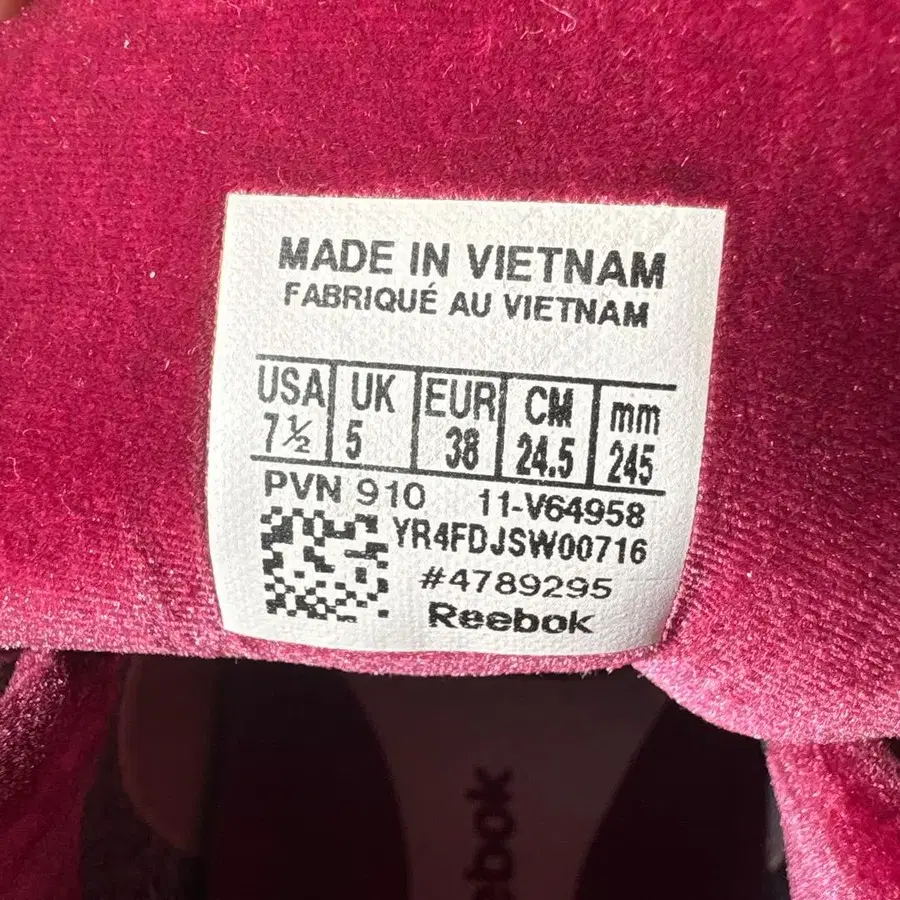 MADE IN VIETNAM
FABRIQUÉ AU VIETNAM
USA UK EUR CM mm
7½ 5 38 24.5 245
PVN 910 11-V64958
YR4FDJSW00716
#4789295
Reebok
ebok